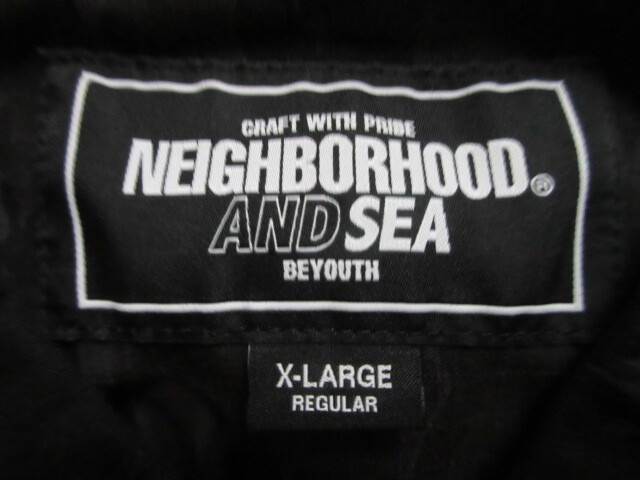 CRAFT WITH PRIDE
NEIGHBORHOOD®
AND SEA
BEYOUTH
X-LARGE
REGULAR